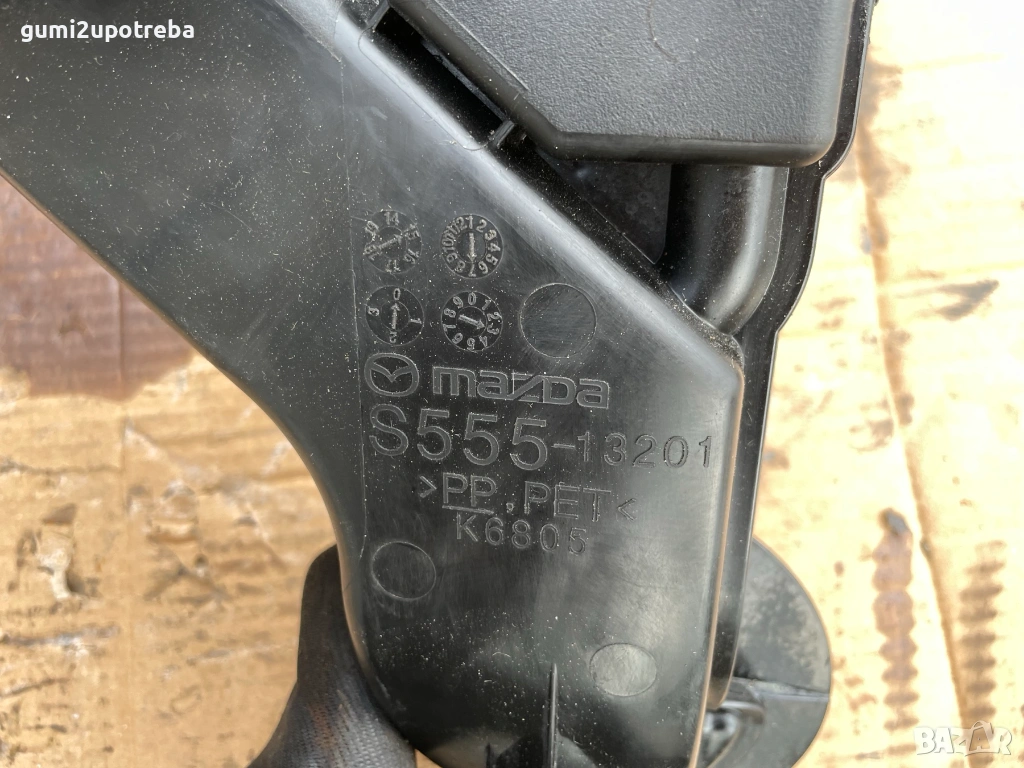 gumi2upotreba
mazda
S555-13201
>PP,PET<
K6805
BAZAR